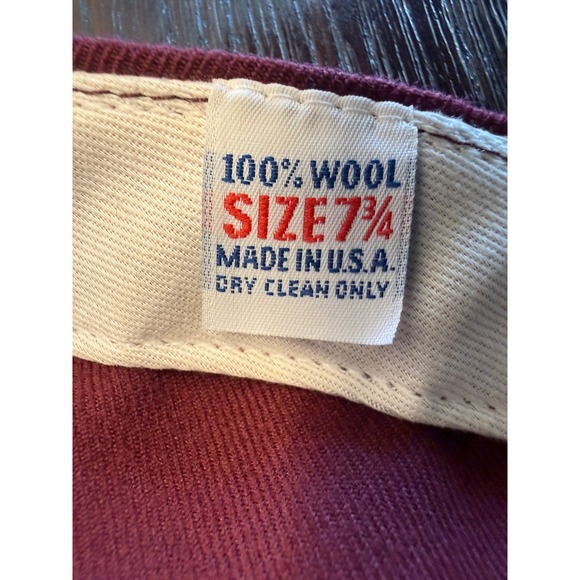 100% WOOL
SIZE 7¾
MADE IN U.S.A.
DRY CLEAN ONLY